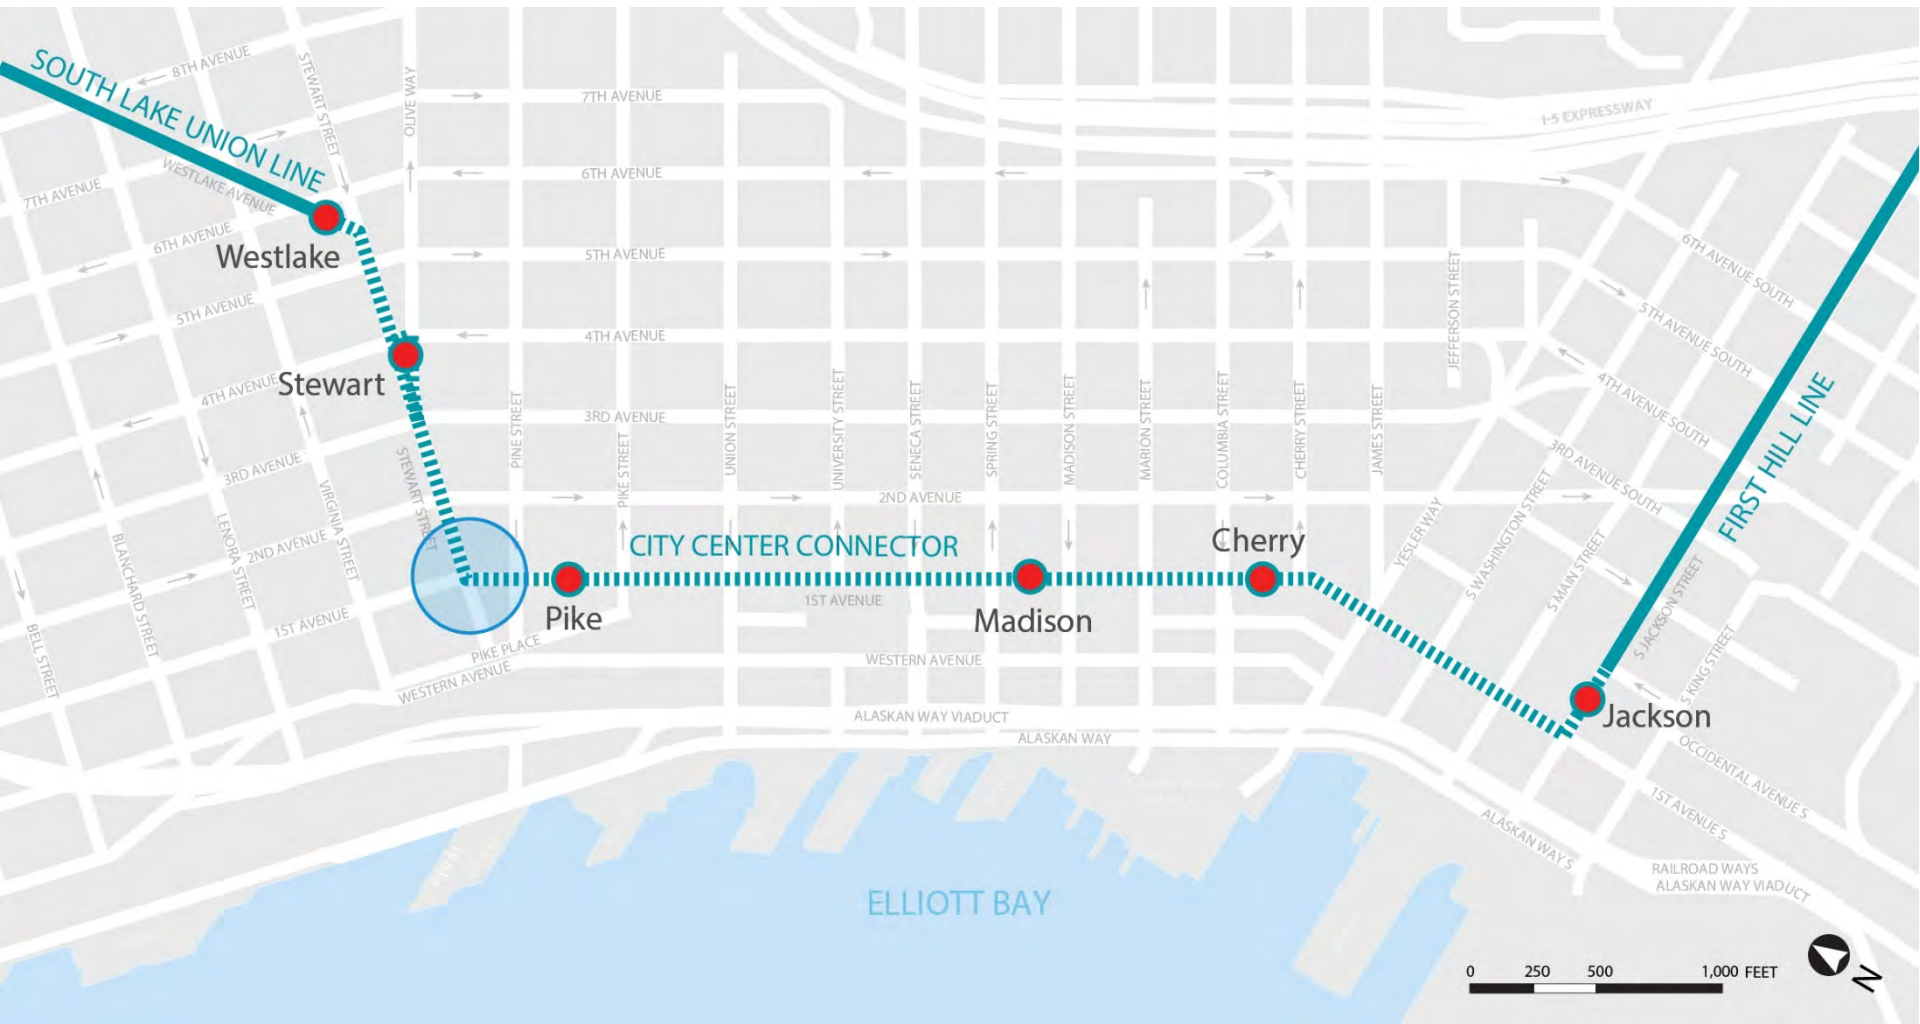 SOUTH LAKE UNION LINE
8TH AVENUE
STEWART STREET
OLIVE WAY
7TH AVENUE
I-5 EXPRESSWAY
7TH AVENUE
WESTLAKE AVENUE
6TH AVENUE
6TH AVENUE
Westlake
5TH AVENUE
5TH AVENUE
6TH AVENUE SOUTH
JEFFERSON STREET
4TH AVENUE
5TH AVENUE SOUTH
Stewart
4TH AVENUE
3RD AVENUE
4TH AVENUE SOUTH
PINE STREET
PIKE STREET
UNION STREET
UNIVERSITY STREET
SENECA STREET
SPRING STREET
MADISON STREET
MARION STREET
COLUMBIA STREET
CHERRY STREET
JAMES STREET
FIRST HILL LINE
3RD AVENUE
STEWART STREET
2ND AVENUE
3RD AVENUE SOUTH
2ND AVENUE
VIRGINIA STREET
LENORA STREET
BLANCHARD STREET
BELL STREET
CITY CENTER CONNECTOR
Cherry
YESLER WAY
S WASHINGTON STREET
S MAIN STREET
S JACKSON STREET
S KING STREET
1ST AVENUE
1ST AVENUE
Pike
Madison
PIKE PLACE
WESTERN AVENUE
WESTERN AVENUE
Jackson
ALASKAN WAY VIADUCT
ALASKAN WAY
OCCIDENTAL AVENUE S
1ST AVENUE S
ALASKAN WAY S
RAILROAD WAYS
ALASKAN WAY VIADUCT
ELLIOTT BAY
0 250 500 1,000 FEET
N